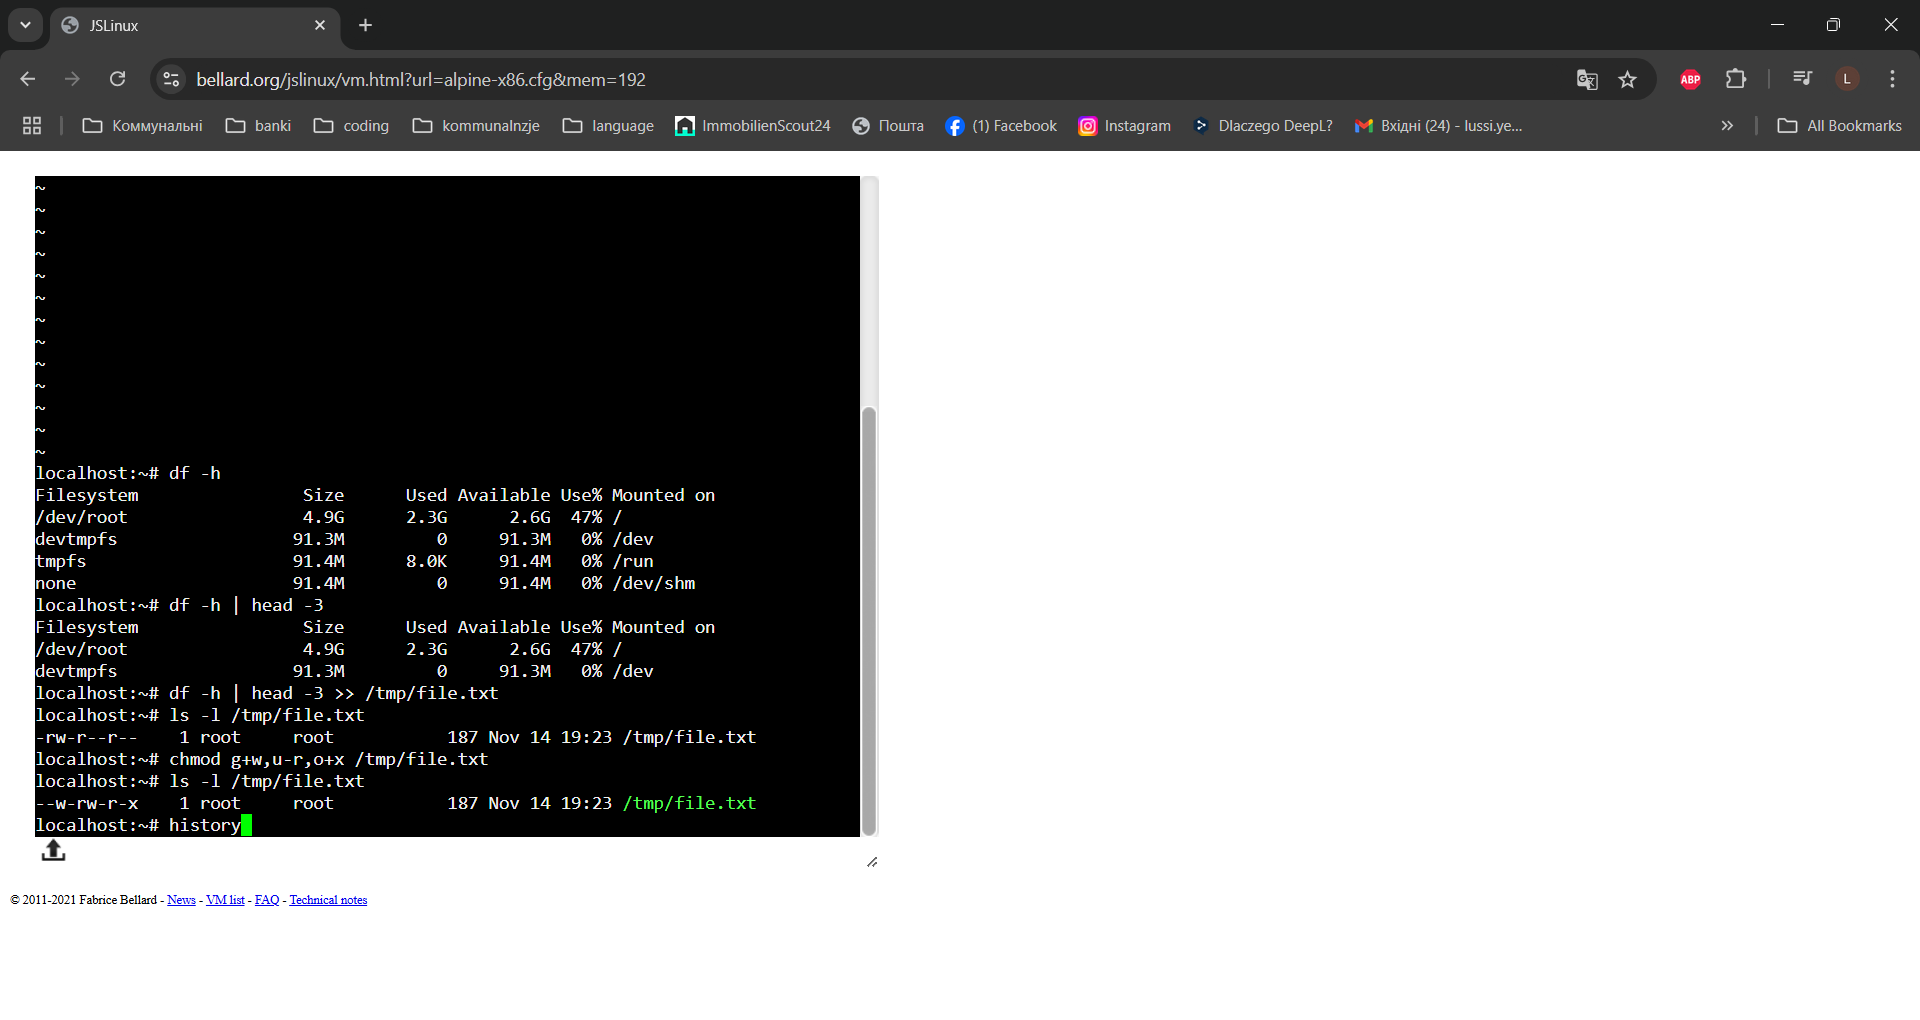 JSLinux
bellard.org/jslinux/vm.html?url=alpine-x86.cfg&mem=192
ABP
L
Коммунальні
banki
coding
kommunalnzje
language
ImmobilienScout24
Пошта
(1) Facebook
Instagram
Dlaczego DeepL?
Вхідні (24) - lussi.ye...
All Bookmarks
~
~
~
~
~
~
~
~
~
~
~
~
~
localhost:~# df -h
Filesystem                Size      Used Available Use% Mounted on
/dev/root                 4.9G      2.3G      2.6G  47% /
devtmpfs                 91.3M         0     91.3M   0% /dev
tmpfs                    91.4M      8.0K     91.4M   0% /run
none                     91.4M         0     91.4M   0% /dev/shm
localhost:~# df -h | head -3
Filesystem                Size      Used Available Use% Mounted on
/dev/root                 4.9G      2.3G      2.6G  47% /
devtmpfs                 91.3M         0     91.3M   0% /dev
localhost:~# df -h | head -3 >> /tmp/file.txt
localhost:~# ls -l /tmp/file.txt
-rw-r--r--    1 root     root           187 Nov 14 19:23 /tmp/file.txt
localhost:~# chmod g+w,u-r,o+x /tmp/file.txt
localhost:~# ls -l /tmp/file.txt
--w-rw-r-x    1 root     root           187 Nov 14 19:23 /tmp/file.txt
localhost:~# history
© 2011-2021 Fabrice Bellard - News - VM list - FAQ - Technical notes